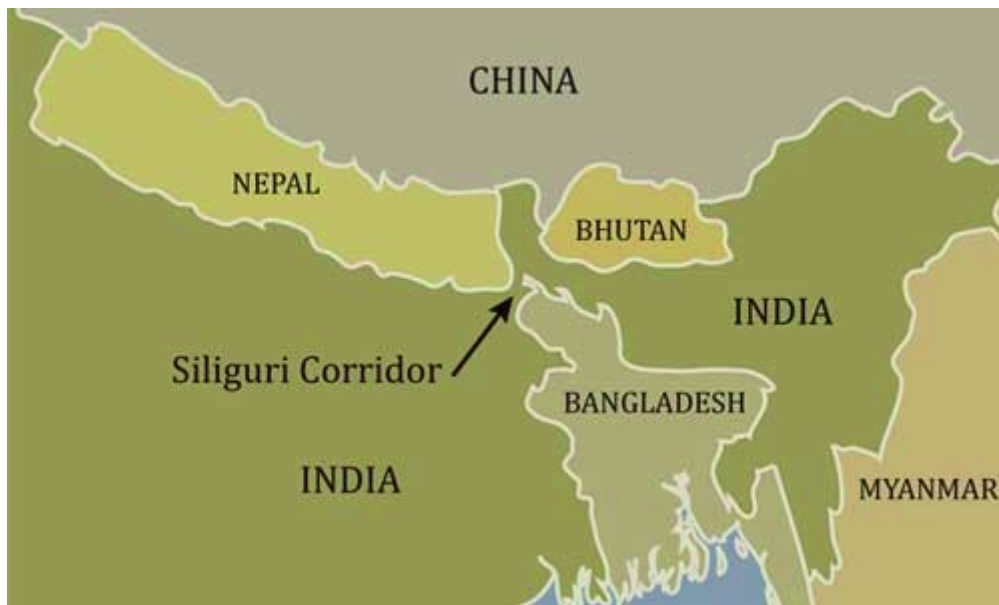 CHINA
NEPAL
BHUTAN
INDIA
Siliguri Corridor
BANGLADESH
INDIA
MYANMAR